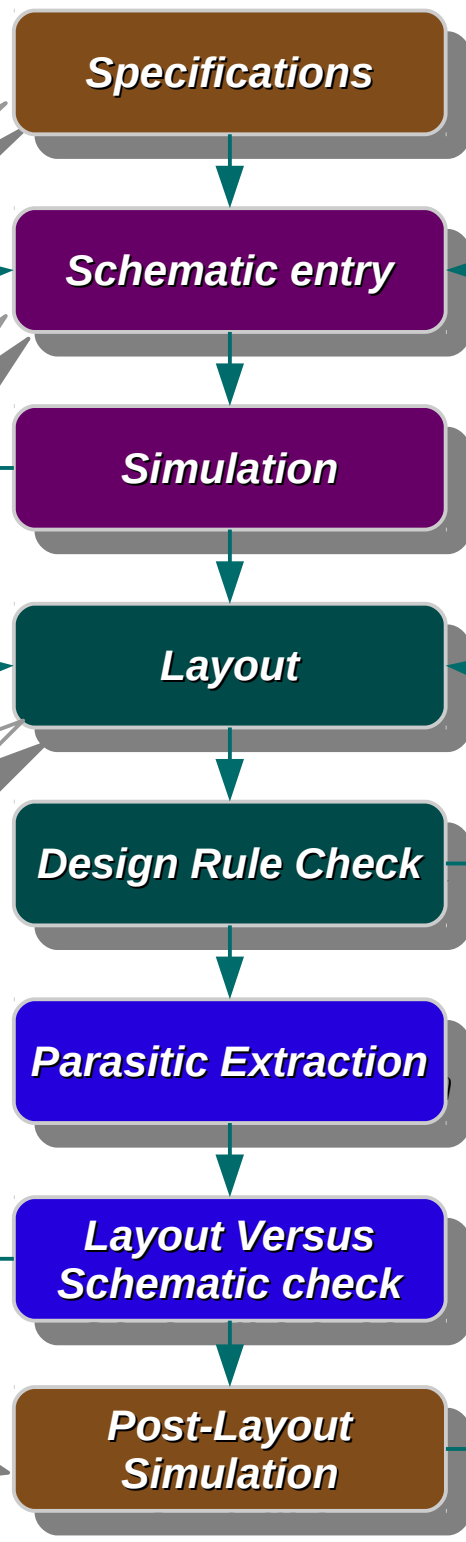 Specifications
Schematic entry
Simulation
Layout
Design Rule Check
Parasitic Extraction
Layout Versus
Schematic check
Post-Layout
Simulation